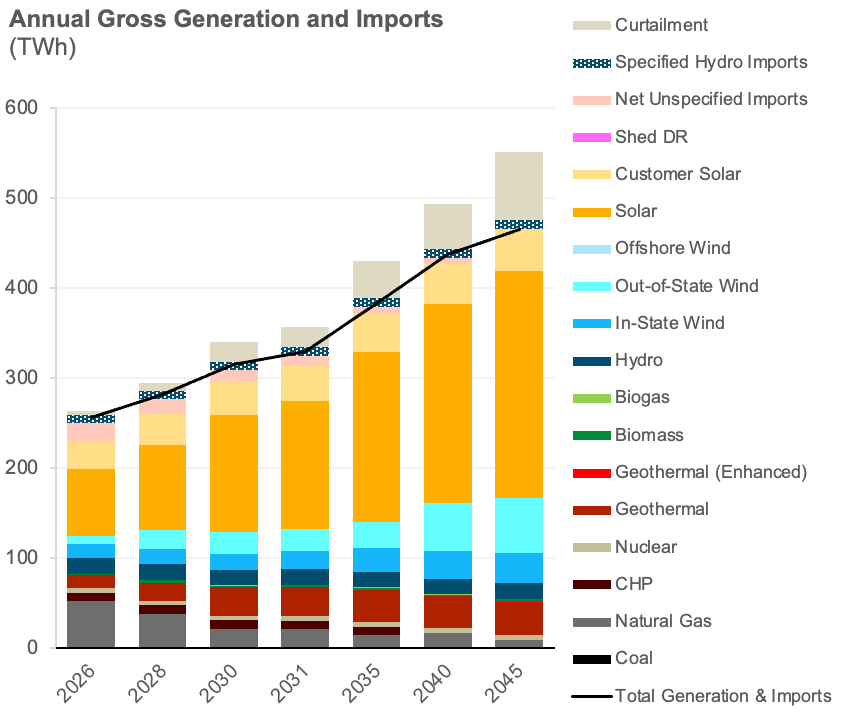 Annual Gross Generation and Imports
(TWh)
600
500
400
300
200
100
0
2026
2028
2030
2031
2035
2040
2045
Curtailment
Specified Hydro Imports
Net Unspecified Imports
Shed DR
Customer Solar
Solar
Offshore Wind
Out-of-State Wind
In-State Wind
Hydro
Biogas
Biomass
Geothermal (Enhanced)
Geothermal
Nuclear
CHP
Natural Gas
Coal
Total Generation & Imports